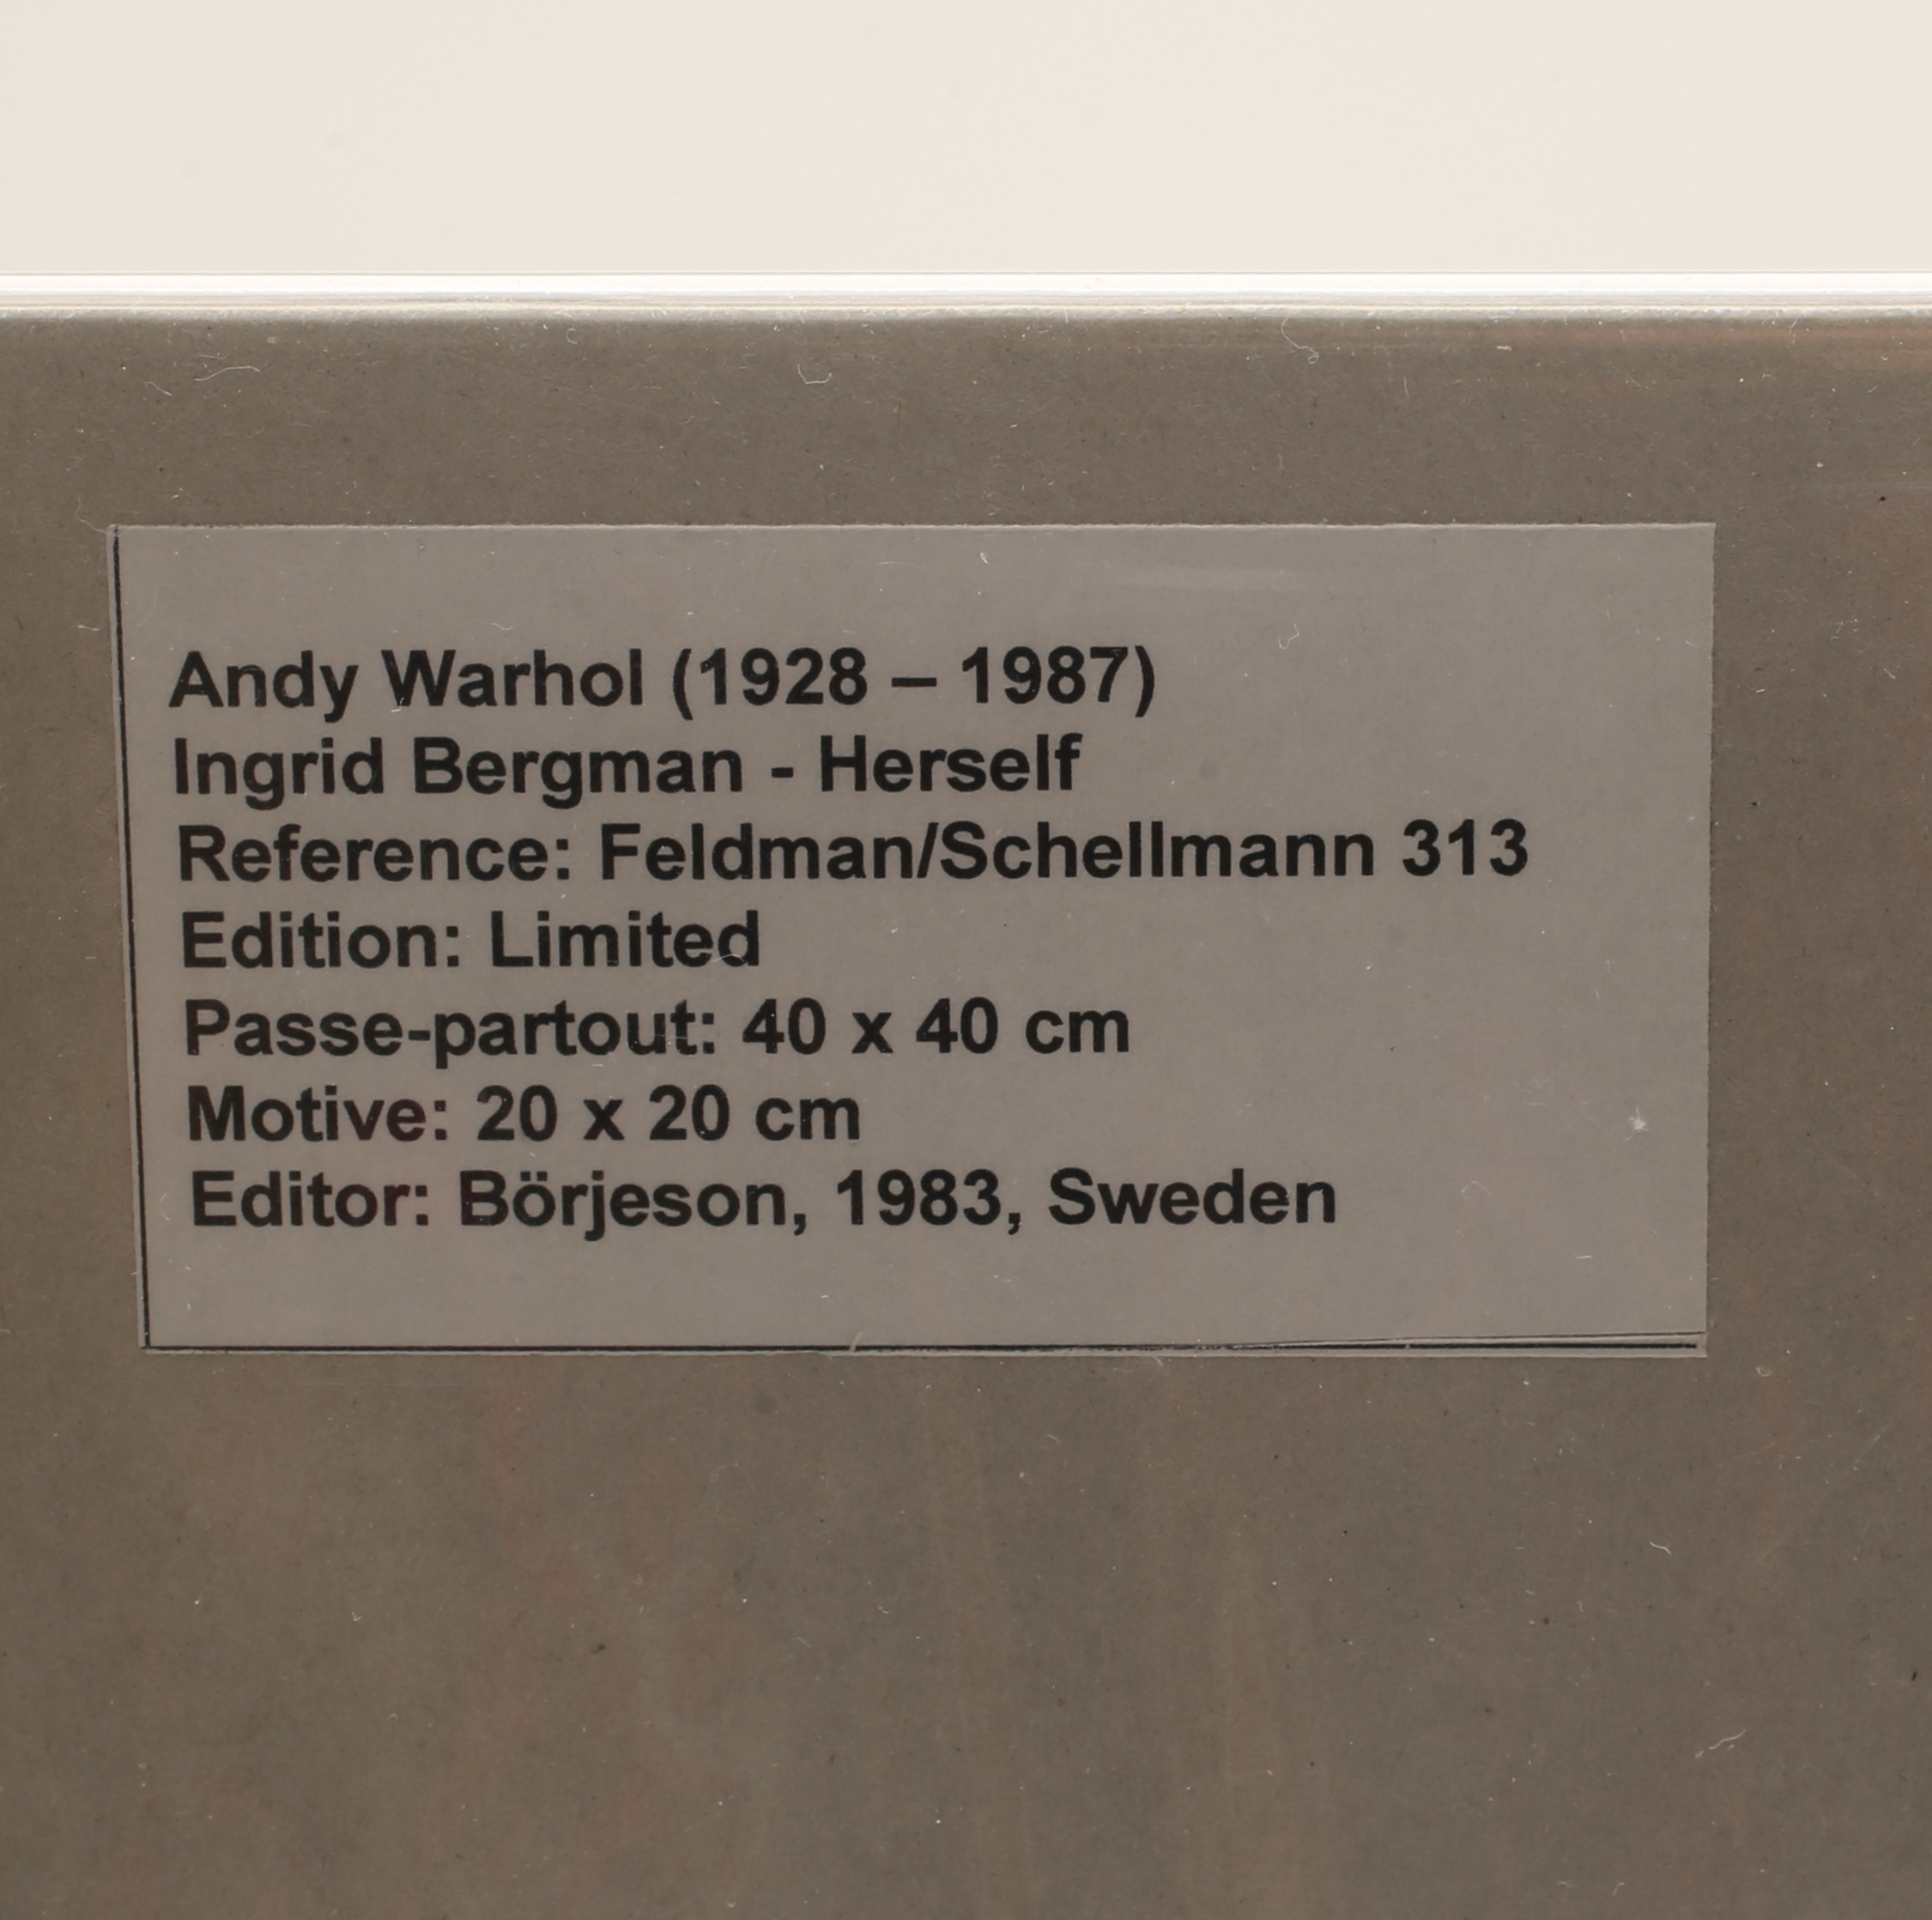 Andy Warhol (1928 – 1987)
Ingrid Bergman - Herself
Reference: Feldman/Schellmann 313
Edition: Limited
Passe-partout: 40 x 40 cm
Motive: 20 x 20 cm
Editor: Börjeson, 1983, Sweden